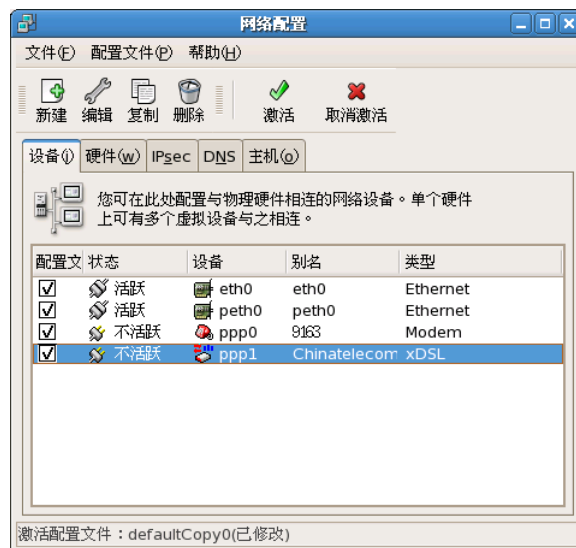 网络配置
文件(F) 配置文件(P) 帮助(H)
新建 编辑 复制 删除 激活 取消激活
设备(i) 硬件(w) IPsec DNS 主机(o)
您可在此处配置与物理硬件相连的网络设备。单个硬件
上可有多个虚拟设备与之相连。
配置文 状态 设备 别名 类型
活跃 eth0 eth0 Ethernet
活跃 peth0 peth0 Ethernet
不活跃 ppp0 9163 Modem
不活跃 ppp1 Chinatelecom xDSL
激活配置文件：defaultCopy0(已修改)